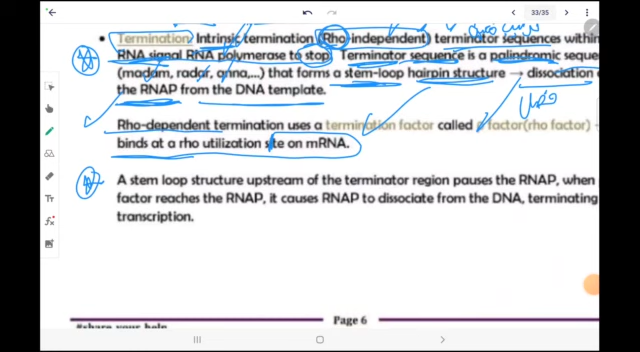 33/35
• Termination: Intrinsic termination (Rho-independent) terminator sequences within
RNA signal RNA polymerase to stop. Terminator sequence is a palindromic seque
(madam, radar, anna,...) that forms a stem-loop hairpin structure → dissociation
the RNAP from the DNA template.
Rho-dependent termination uses a termination factor called ρ factor(rho factor)
binds at a rho utilization site on mRNA.
A stem loop structure upstream of the terminator region pauses the RNAP, when
factor reaches the RNAP, it causes RNAP to dissociate from the DNA, terminating
transcription.
Page 6
#share your help